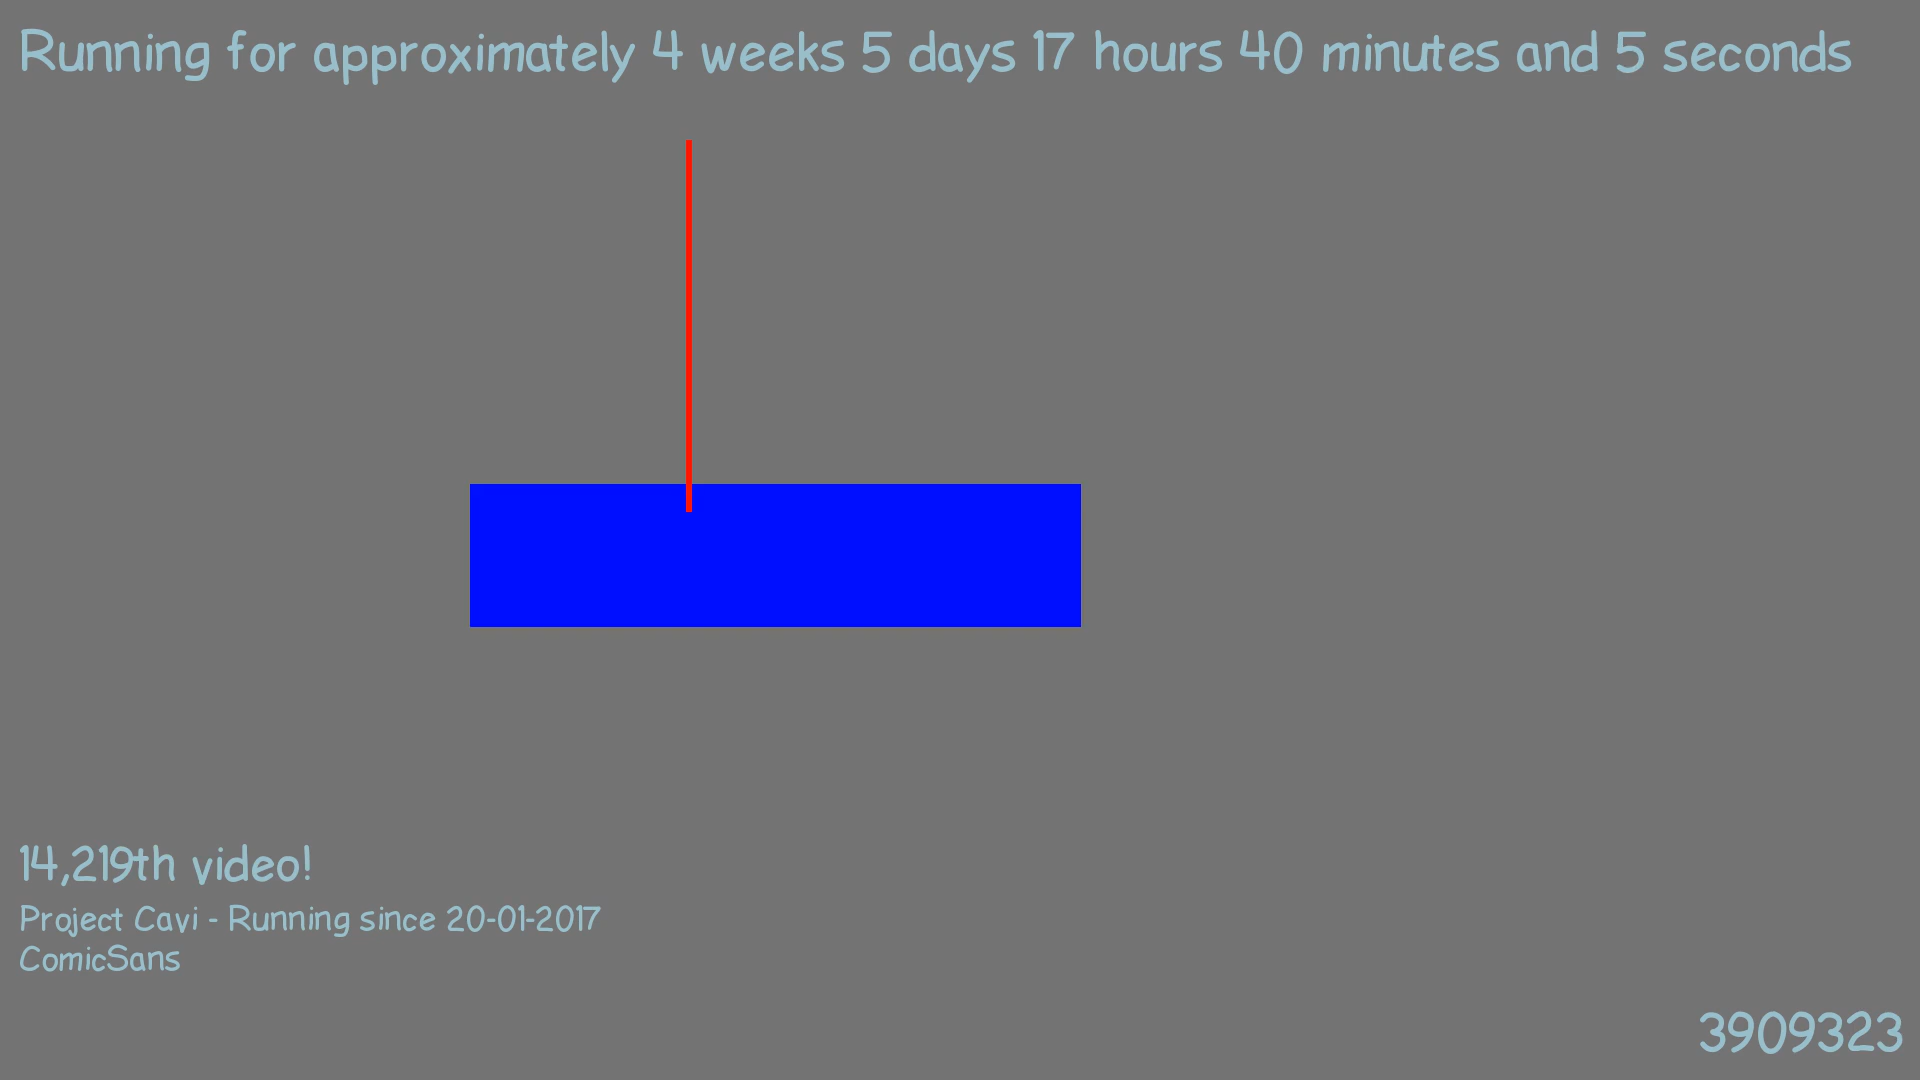 Running for approximately 4 weeks 5 days 17 hours 40 minutes and 5 seconds
14,219th video!
Project Cavi - Running since 20-01-2017
ComicSans
3909323